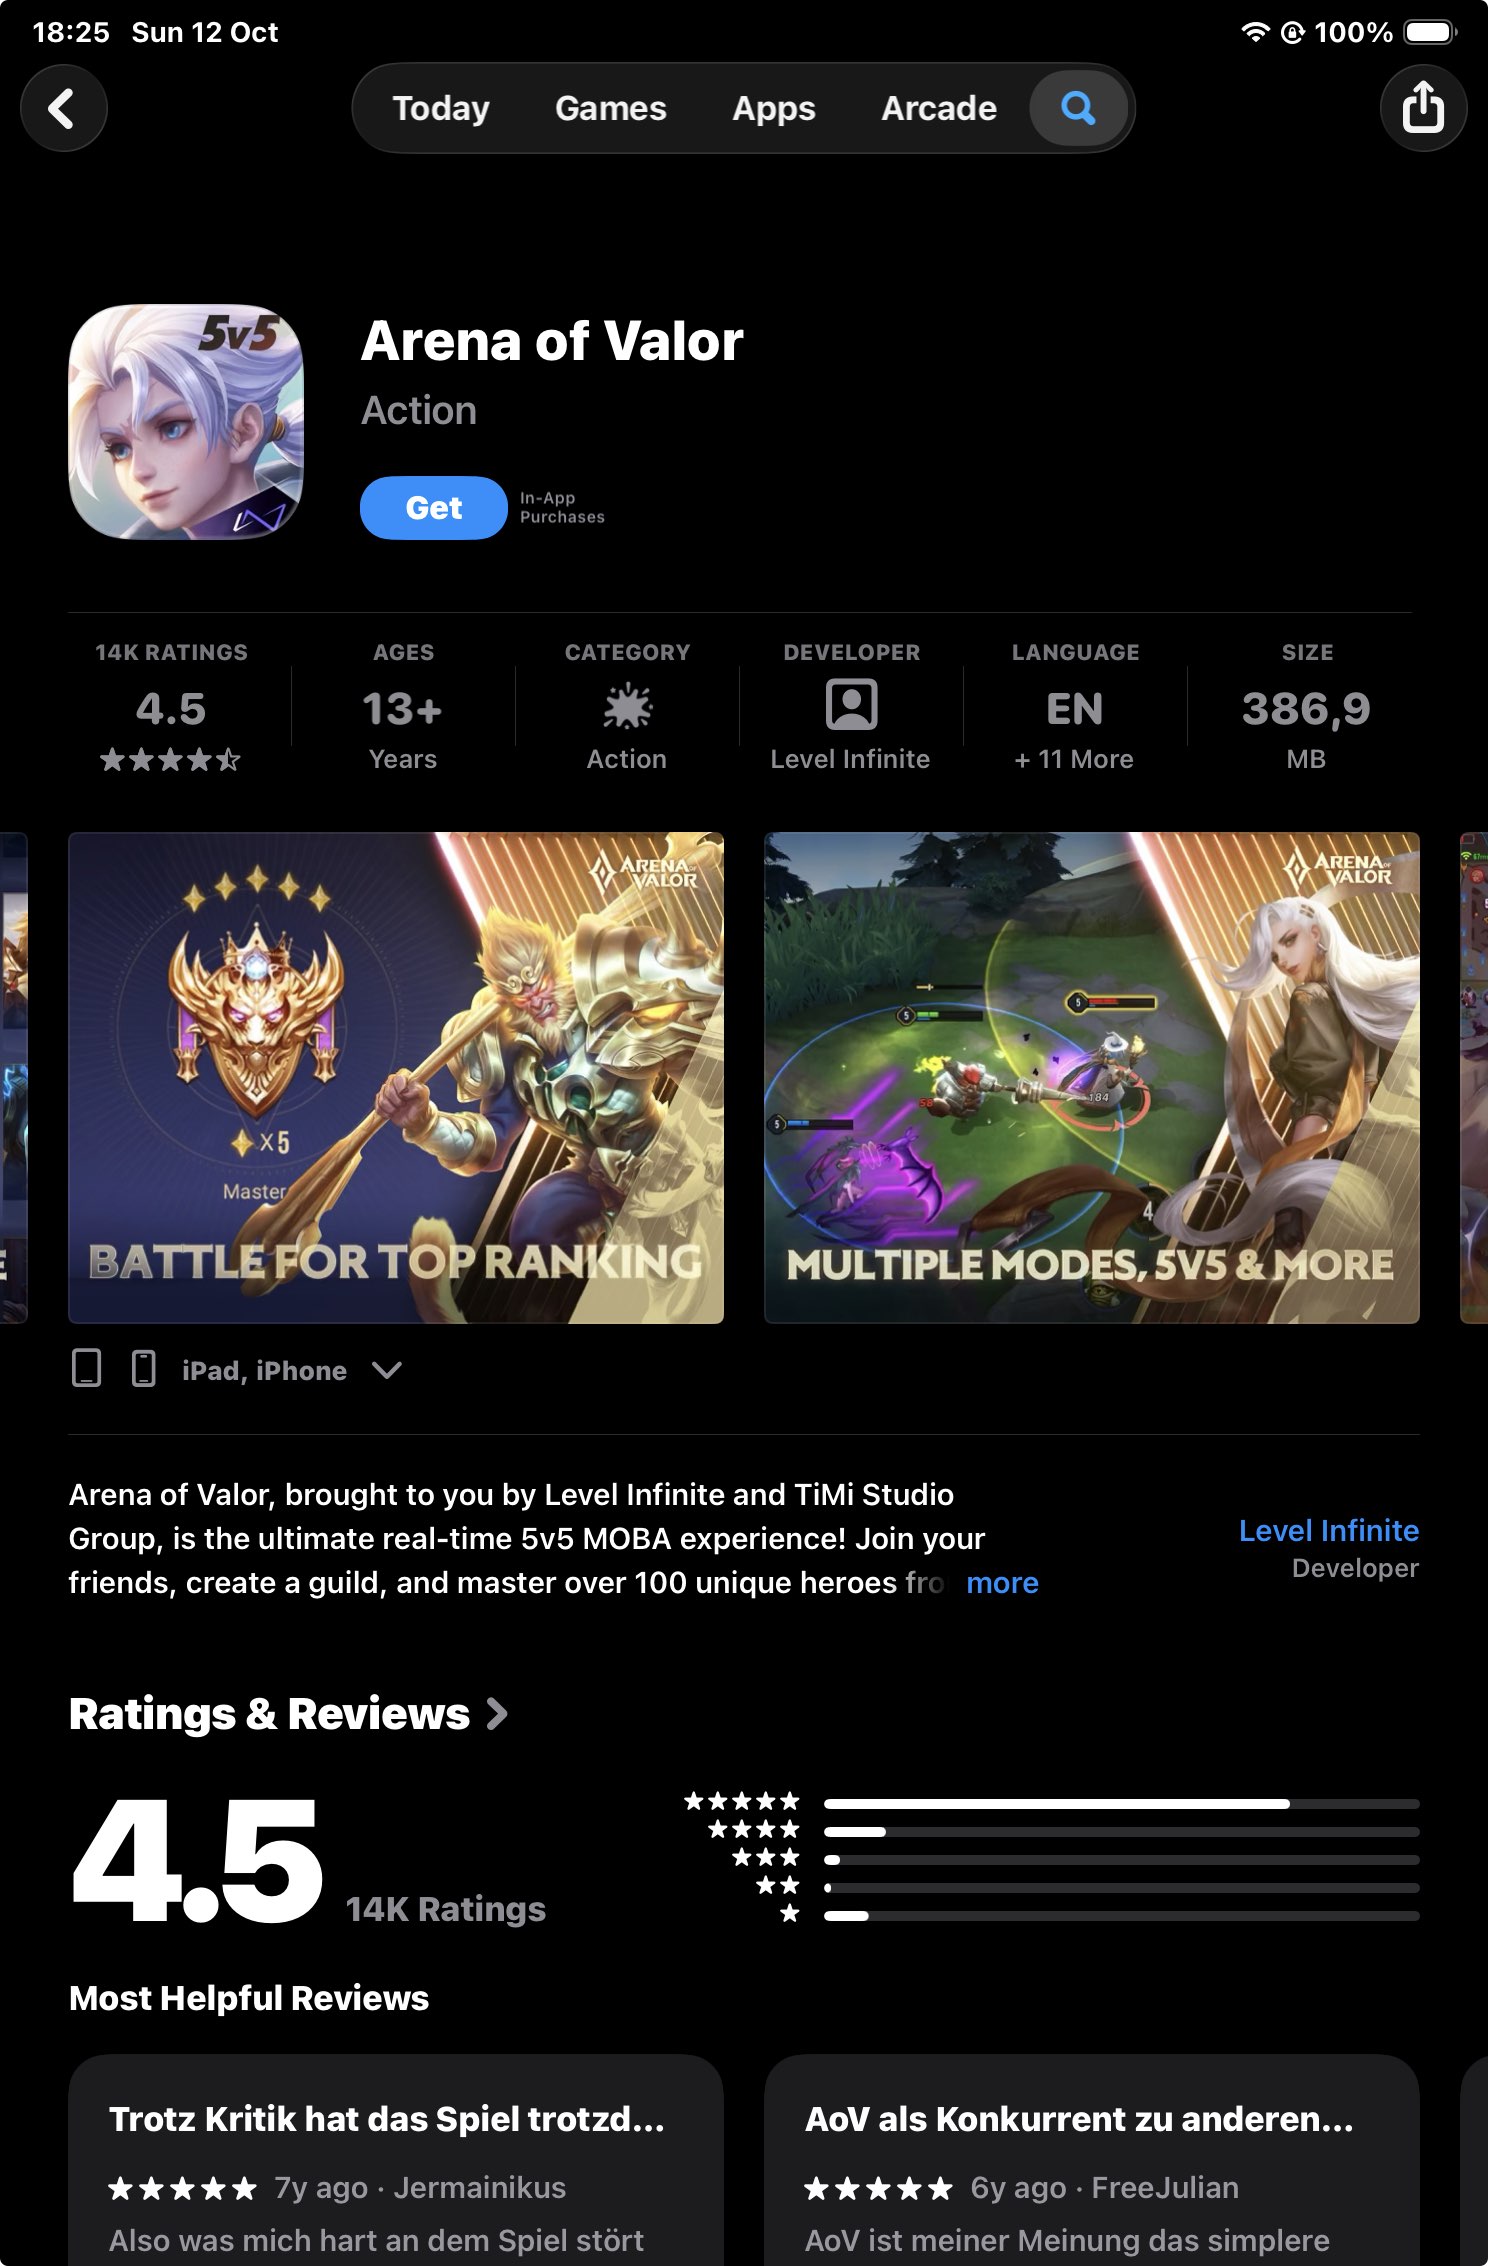 18:25 Sun 12 Oct
100%
Today Games Apps Arcade
5v5
Arena of Valor
Action
Get
In-App
Purchases
14K RATINGS
4.5
AGES
13+
Years
CATEGORY
Action
DEVELOPER
Level Infinite
LANGUAGE
EN
+ 11 More
SIZE
386,9
MB
ARENA OF
VALOR
X5
Master
BATTLE FOR TOP RANKING
ARENA OF
VALOR
5
5
5
58
184
4
MULTIPLE MODES, 5V5 & MORE
iPad, iPhone
Arena of Valor, brought to you by Level Infinite and TiMi Studio
Group, is the ultimate real-time 5v5 MOBA experience! Join your
friends, create a guild, and master over 100 unique heroes fro more
Level Infinite
Developer
Ratings & Reviews
4.5
14K Ratings
Most Helpful Reviews
Trotz Kritik hat das Spiel trotzd...
7y ago · Jermainikus
Also was mich hart an dem Spiel stört
AoV als Konkurrent zu anderen...
6y ago · FreeJulian
AoV ist meiner Meinung das simplere